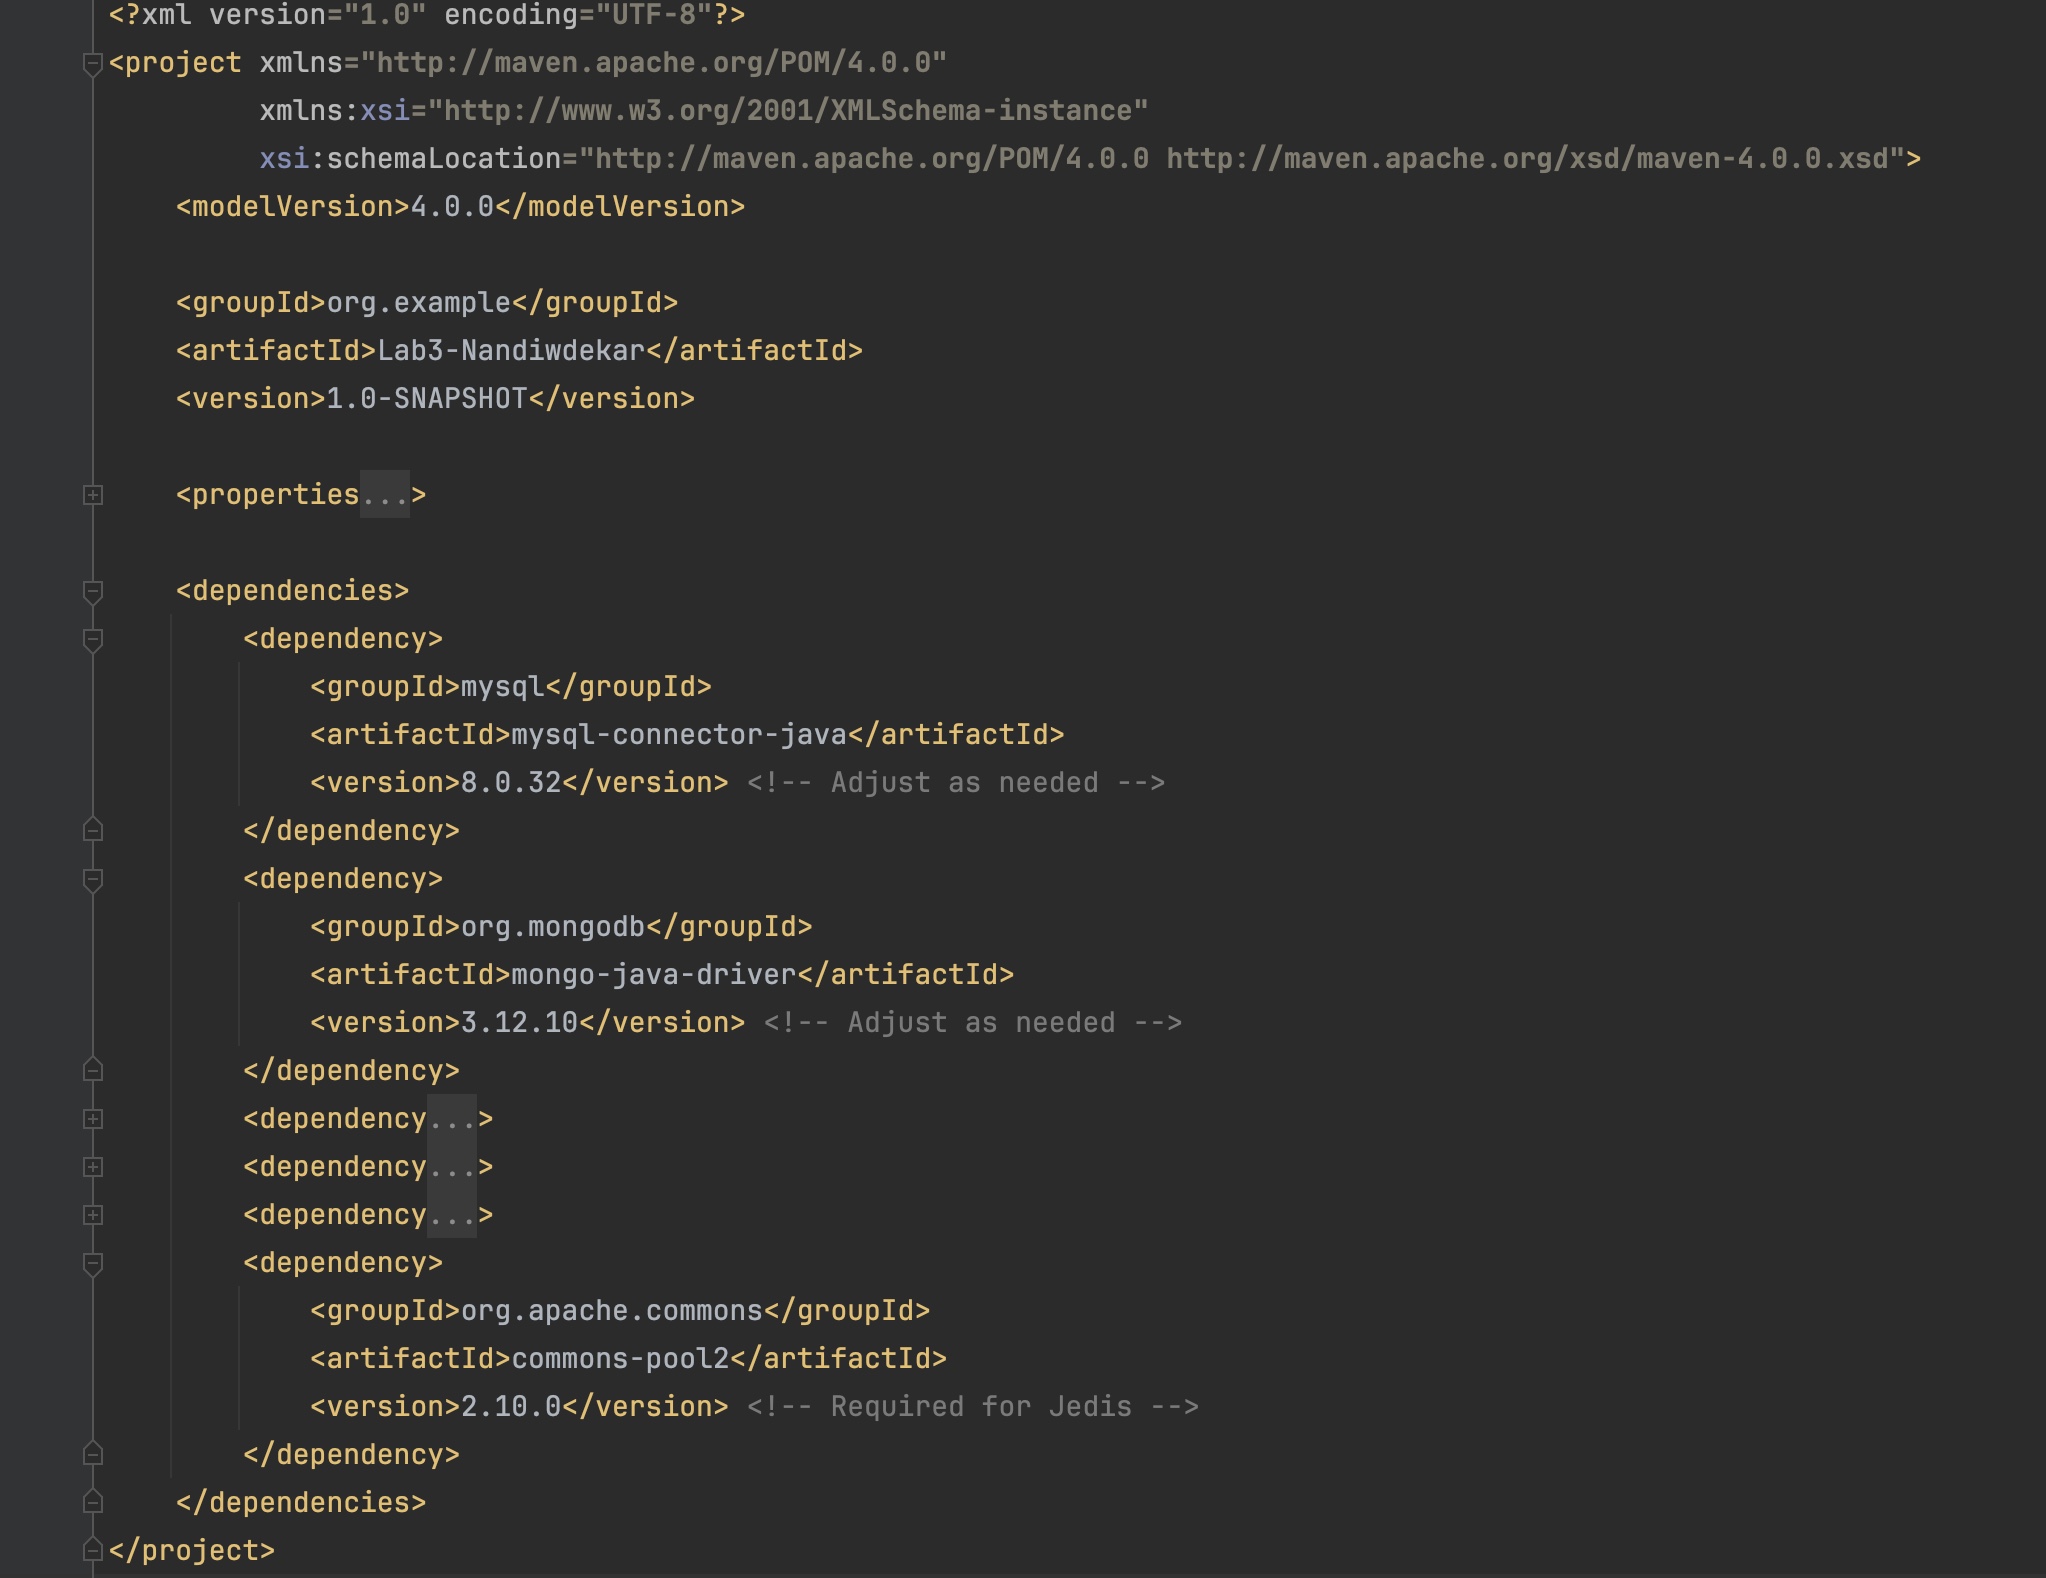 <?xml version="1.0" encoding="UTF-8"?>
<project xmlns="http://maven.apache.org/POM/4.0.0"
         xmlns:xsi="http://www.w3.org/2001/XMLSchema-instance"
         xsi:schemaLocation="http://maven.apache.org/POM/4.0.0 http://maven.apache.org/xsd/maven-4.0.0.xsd">
    <modelVersion>4.0.0</modelVersion>

    <groupId>org.example</groupId>
    <artifactId>Lab3-Nandiwdekar</artifactId>
    <version>1.0-SNAPSHOT</version>

    <properties...>

    <dependencies>
        <dependency>
            <groupId>mysql</groupId>
            <artifactId>mysql-connector-java</artifactId>
            <version>8.0.32</version> <!-- Adjust as needed -->
        </dependency>
        <dependency>
            <groupId>org.mongodb</groupId>
            <artifactId>mongo-java-driver</artifactId>
            <version>3.12.10</version> <!-- Adjust as needed -->
        </dependency>
        <dependency...>
        <dependency...>
        <dependency...>
        <dependency>
            <groupId>org.apache.commons</groupId>
            <artifactId>commons-pool2</artifactId>
            <version>2.10.0</version> <!-- Required for Jedis -->
        </dependency>
    </dependencies>
</project>